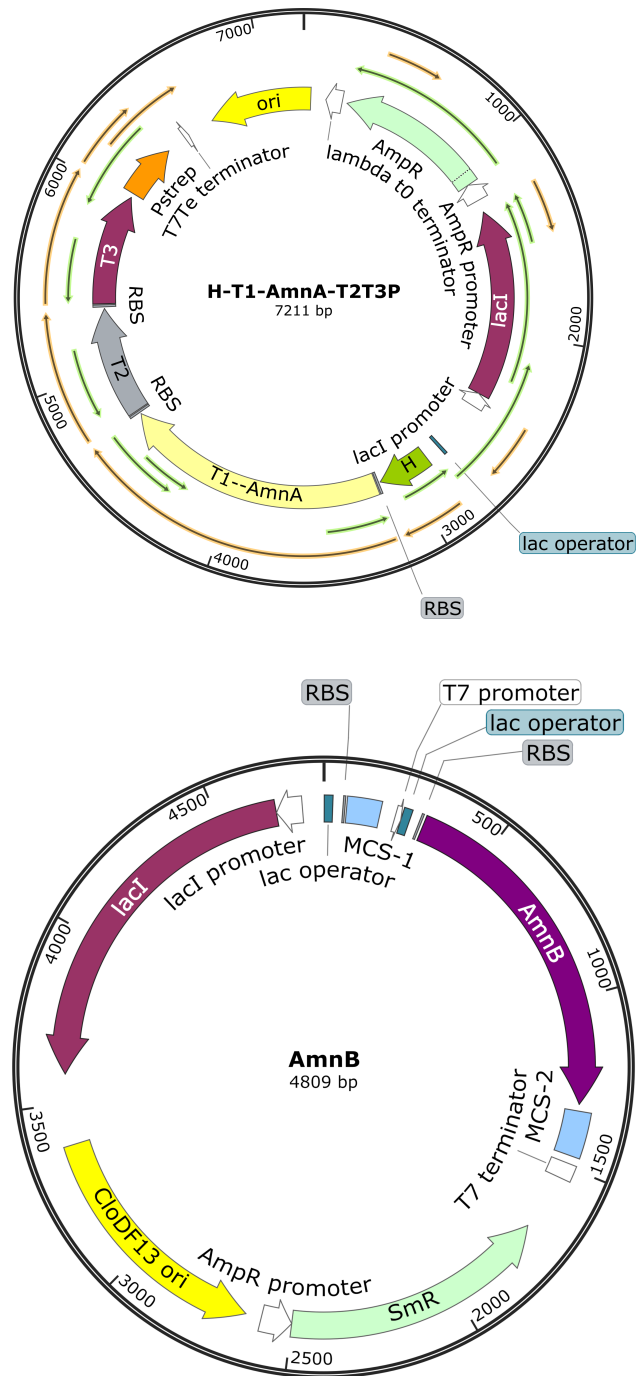 7000
1000
2000
3000
4000
5000
6000
ori
AmpR
lambda t0 terminator
AmpR promoter
lacI
lacI promoter
lac operator
H
RBS
T1--AmnA
RBS
T2
RBS
T3
Pstrep
T7Te terminator
H-T1-AmnA-T2T3P
7211 bp
RBS
T7 promoter
lac operator
RBS
MCS-1
lac operator
lacI promoter
lacI
500
1000
1500
2000
2500
3000
3500
4000
4500
AmnB
MCS-2
T7 terminator
SmR
AmpR promoter
CloDF13 ori
AmnB
4809 bp